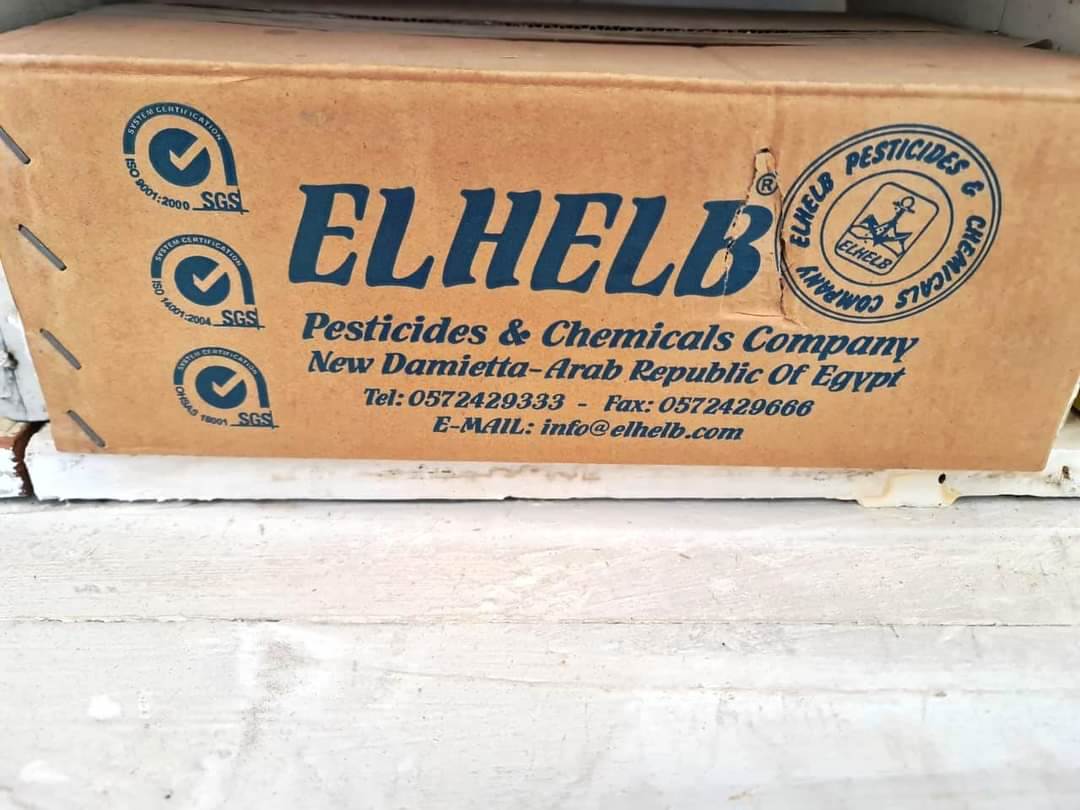 SYSTEM CERTIFICATION
ISO 9001:2000
SGS
SYSTEM CERTIFICATION
ISO 14001:2004
SGS
SYSTEM CERTIFICATION
OHSAS 18001
SGS
ELHELB®
Pesticides & Chemicals Company
New Damietta-Arab Republic Of Egypt
Tel: 0572429333 - Fax: 0572429666
E-MAIL: info@elhelb.com
ELHELB PESTICIDES & CHEMICALS COMPANY
ELHELB